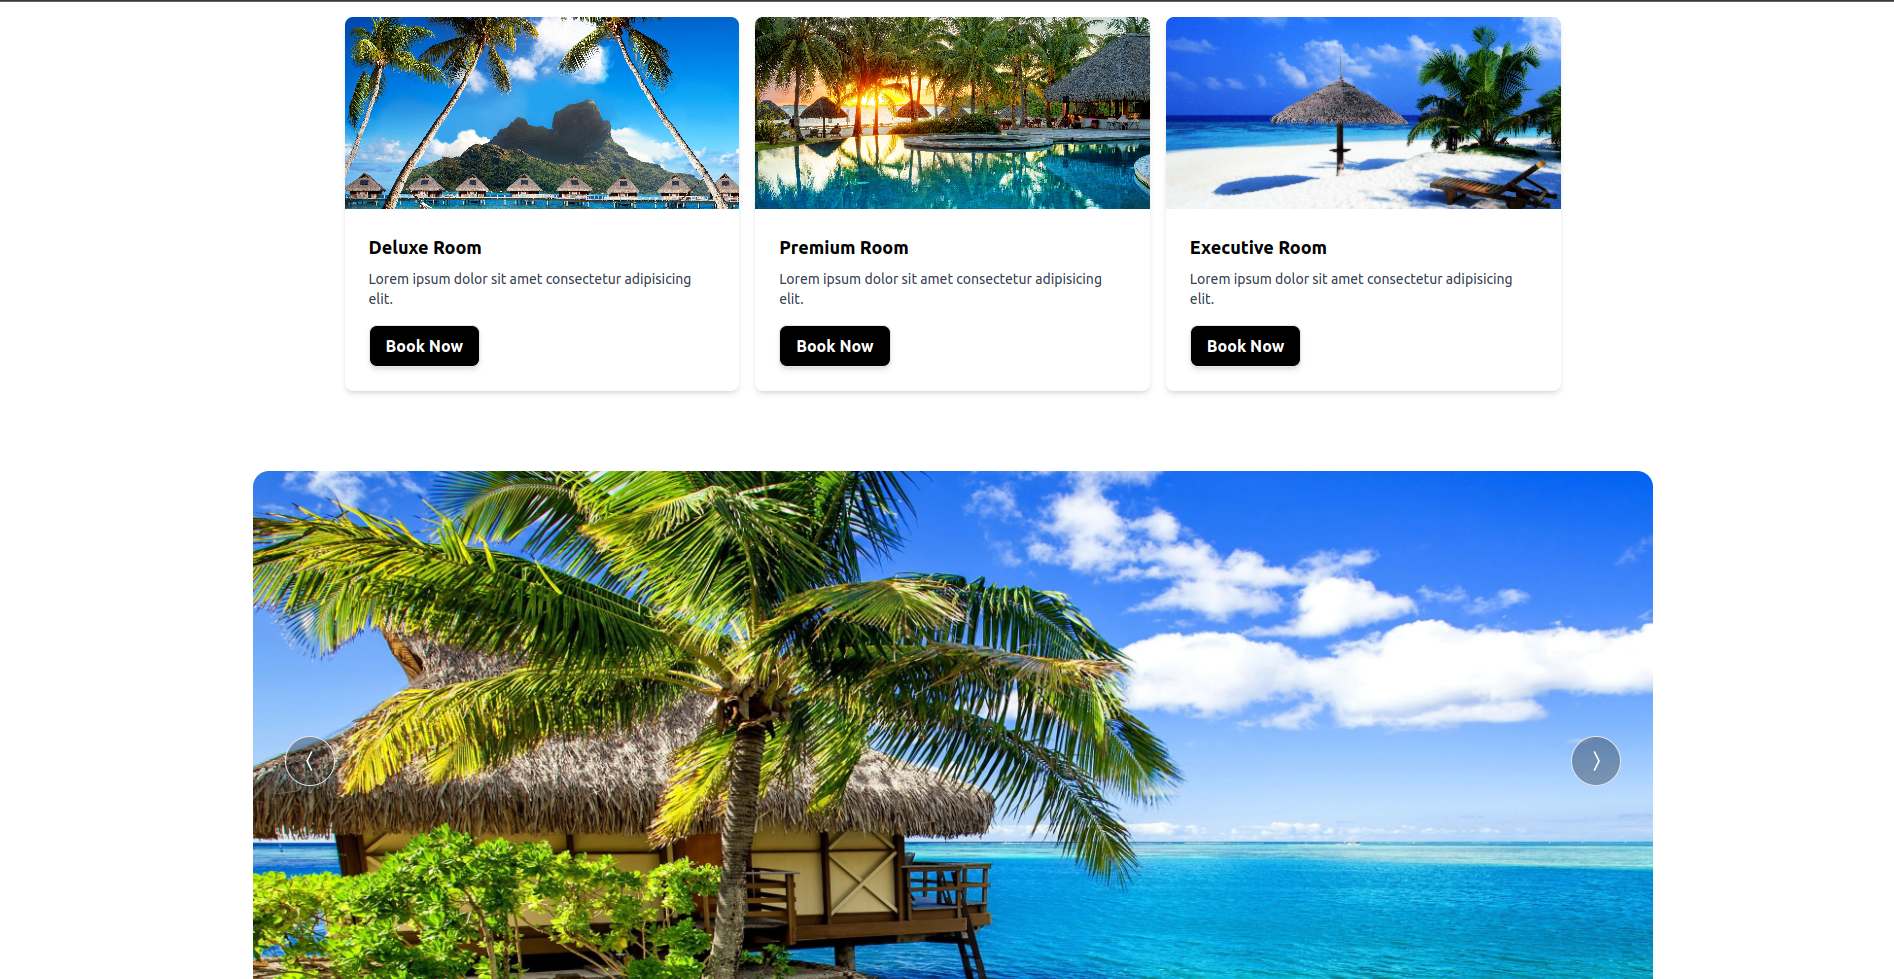 Deluxe Room
Lorem ipsum dolor sit amet consectetur adipisicing
elit.
Book Now
Premium Room
Lorem ipsum dolor sit amet consectetur adipisicing
elit.
Book Now
Executive Room
Lorem ipsum dolor sit amet consectetur adipisicing
elit.
Book Now